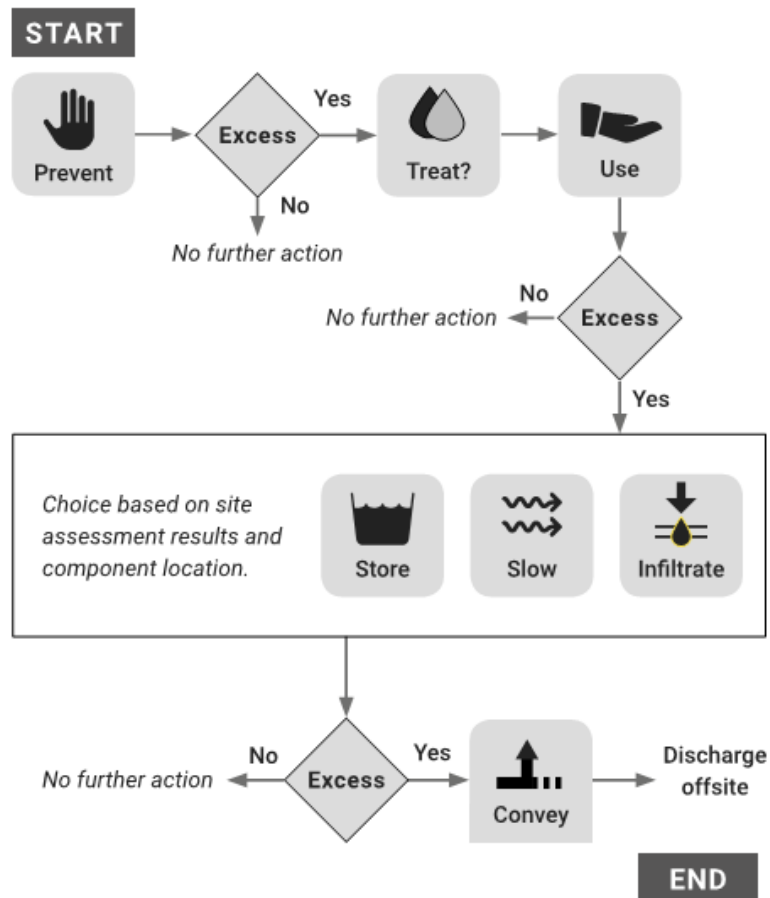 START
Prevent
Excess
Yes
Treat?
Use
No
No further action
No further action
No
Excess
Yes
Choice based on site
assessment results and
component location.
Store
Slow
Infiltrate
No further action
No
Excess
Yes
Convey
Discharge
offsite
END